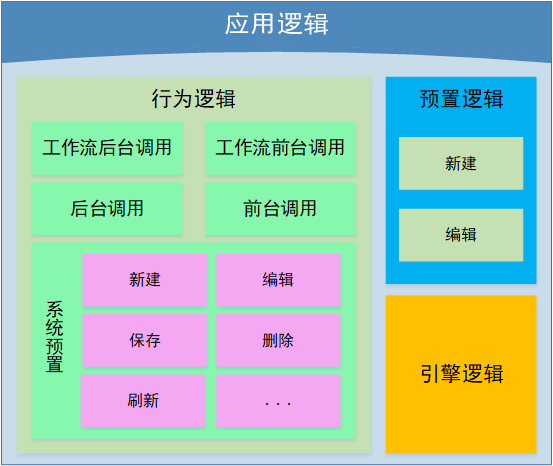 应用逻辑
行为逻辑
工作流后台调用
工作流前台调用
后台调用
前台调用
系统预置
新建
编辑
保存
删除
刷新
...
预置逻辑
新建
编辑
引擎逻辑